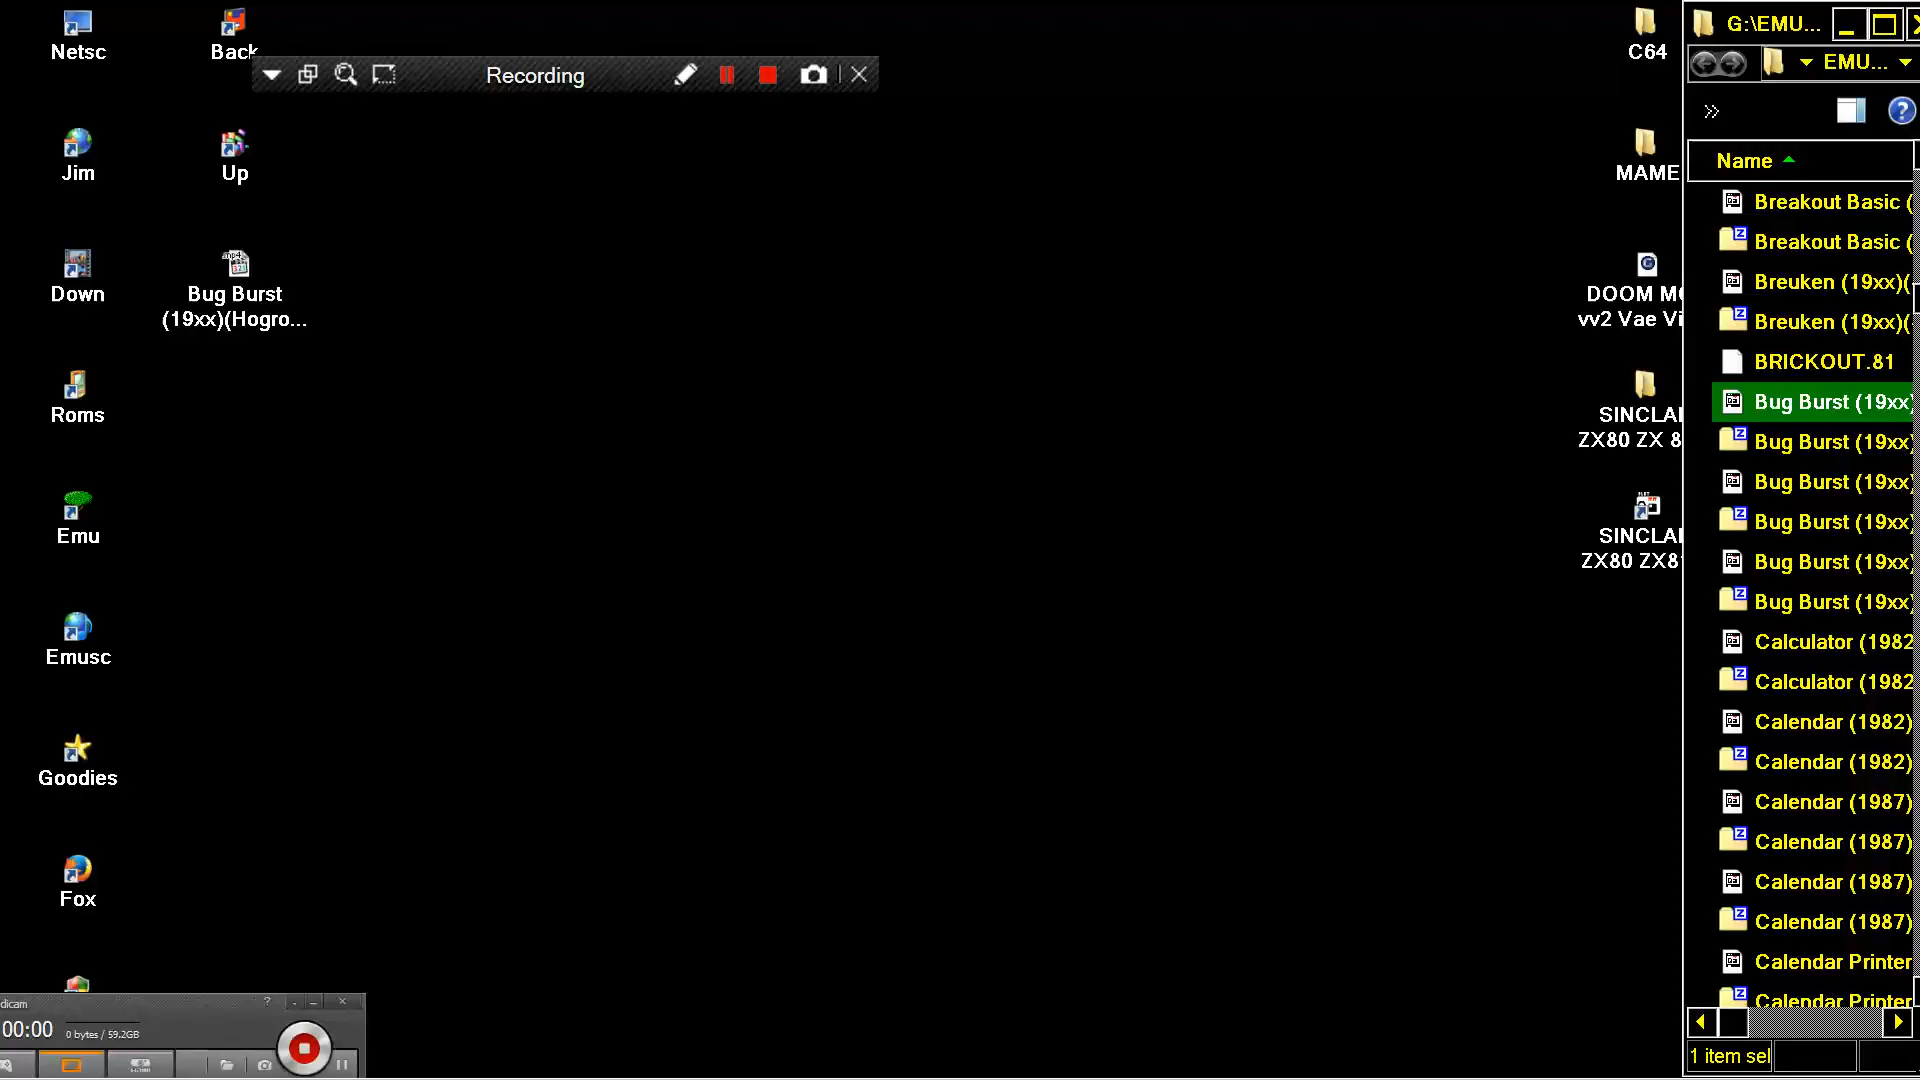 Netsc
Back
Recording
Jim
Up
Down
Bug Burst
(19xx)(Hogro...
Roms
Emu
Emusc
Goodies
Fox
dicam
00:00
0 bytes / 59.2GB
C64
MAME
DOOM M
vv2 Vae Vi
SINCLAI
ZX80 ZX 8
SINCLAI
ZX80 ZX8
G:\EMU...
EMU...
Name
Breakout Basic (
Breakout Basic (
Breuken (19xx)(
Breuken (19xx)(
BRICKOUT.81
Bug Burst (19xx)
Bug Burst (19xx)
Bug Burst (19xx)
Bug Burst (19xx)
Bug Burst (19xx)
Bug Burst (19xx)
Calculator (1982
Calculator (1982
Calendar (1982)
Calendar (1982)
Calendar (1987)
Calendar (1987)
Calendar (1987)
Calendar (1987)
Calendar Printer
Calendar Printer
1 item sel